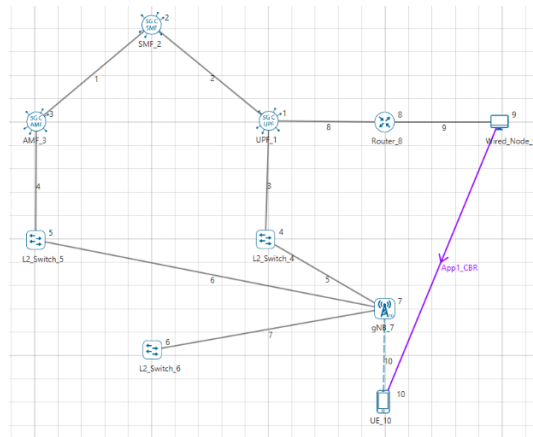 2
5G C
SMF
SMF_2
1
2
3
5G C
AMF
AMF_3
1
5G C
UPF
UPF_1
8
8
Router_8
9
9
Wired_Node_
4
3
5
L2_Switch_5
4
L2_Switch_4
App1_CBR
6
5
7
gNB_7
7
6
L2_Switch_6
10
10
UE_10